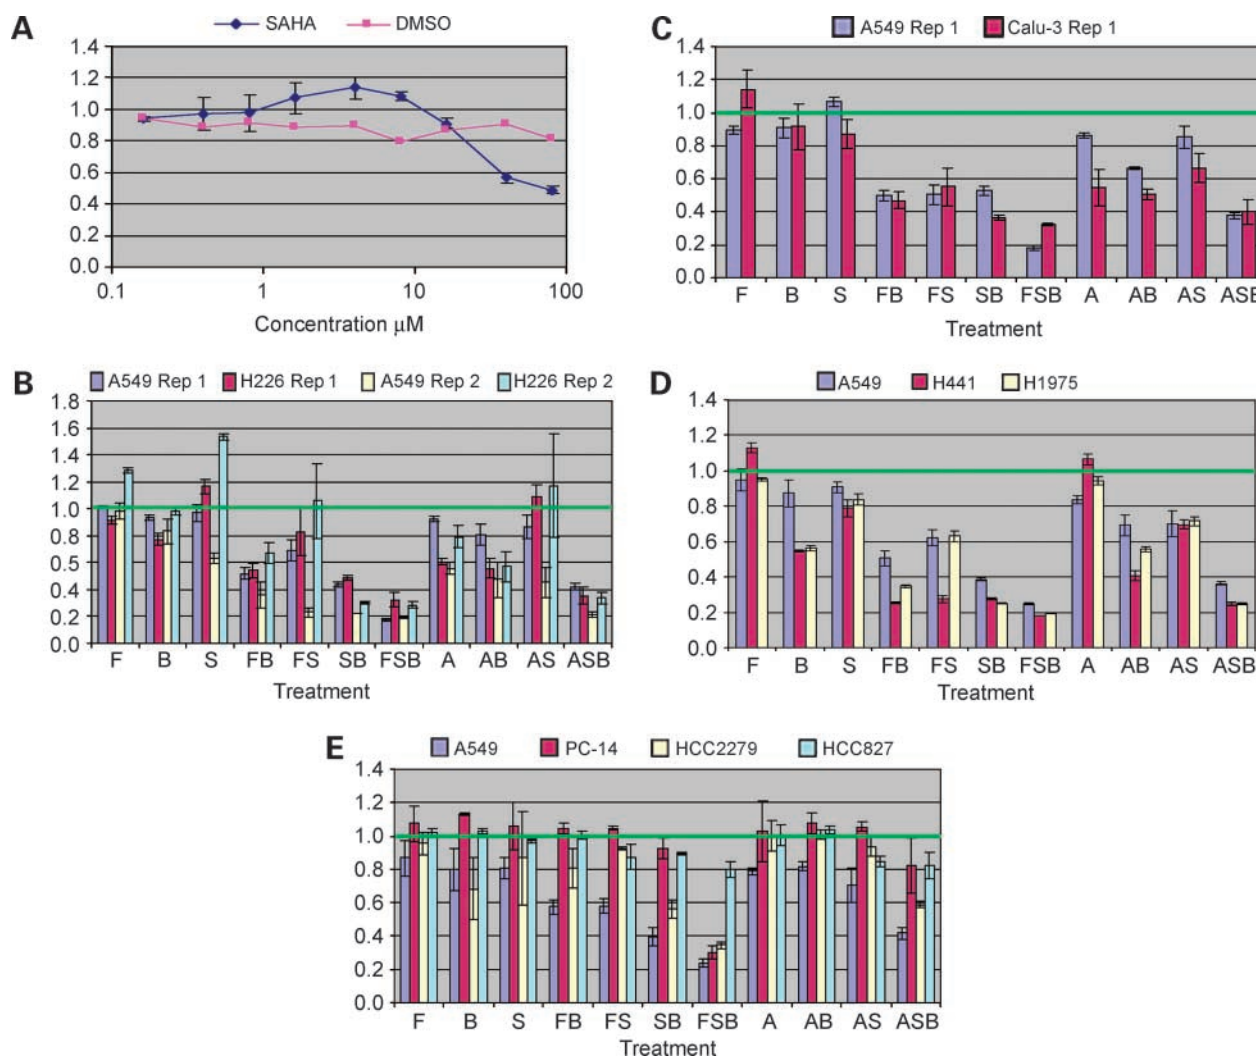 A
SAHA DMSO
1.4
1.2
1.0
0.8
0.6
0.4
0.2
0.0
0.1 1 10 100
Concentration µM
B
A549 Rep 1 H226 Rep 1 A549 Rep 2 H226 Rep 2
1.8
1.6
1.4
1.2
1.0
0.8
0.6
0.4
0.2
0.0
F B S FB FS SB FSB A AB AS ASB
Treatment
C
A549 Rep 1 Calu-3 Rep 1
1.4
1.2
1.0
0.8
0.6
0.4
0.2
0.0
F B S FB FS SB FSB A AB AS ASB
Treatment
D
A549 H441 H1975
1.4
1.2
1.0
0.8
0.6
0.4
0.2
0.0
F B S FB FS SB FSB A AB AS ASB
Treatment
E
A549 PC-14 HCC2279 HCC827
1.4
1.2
1.0
0.8
0.6
0.4
0.2
0.0
F B S FB FS SB FSB A AB AS ASB
Treatment